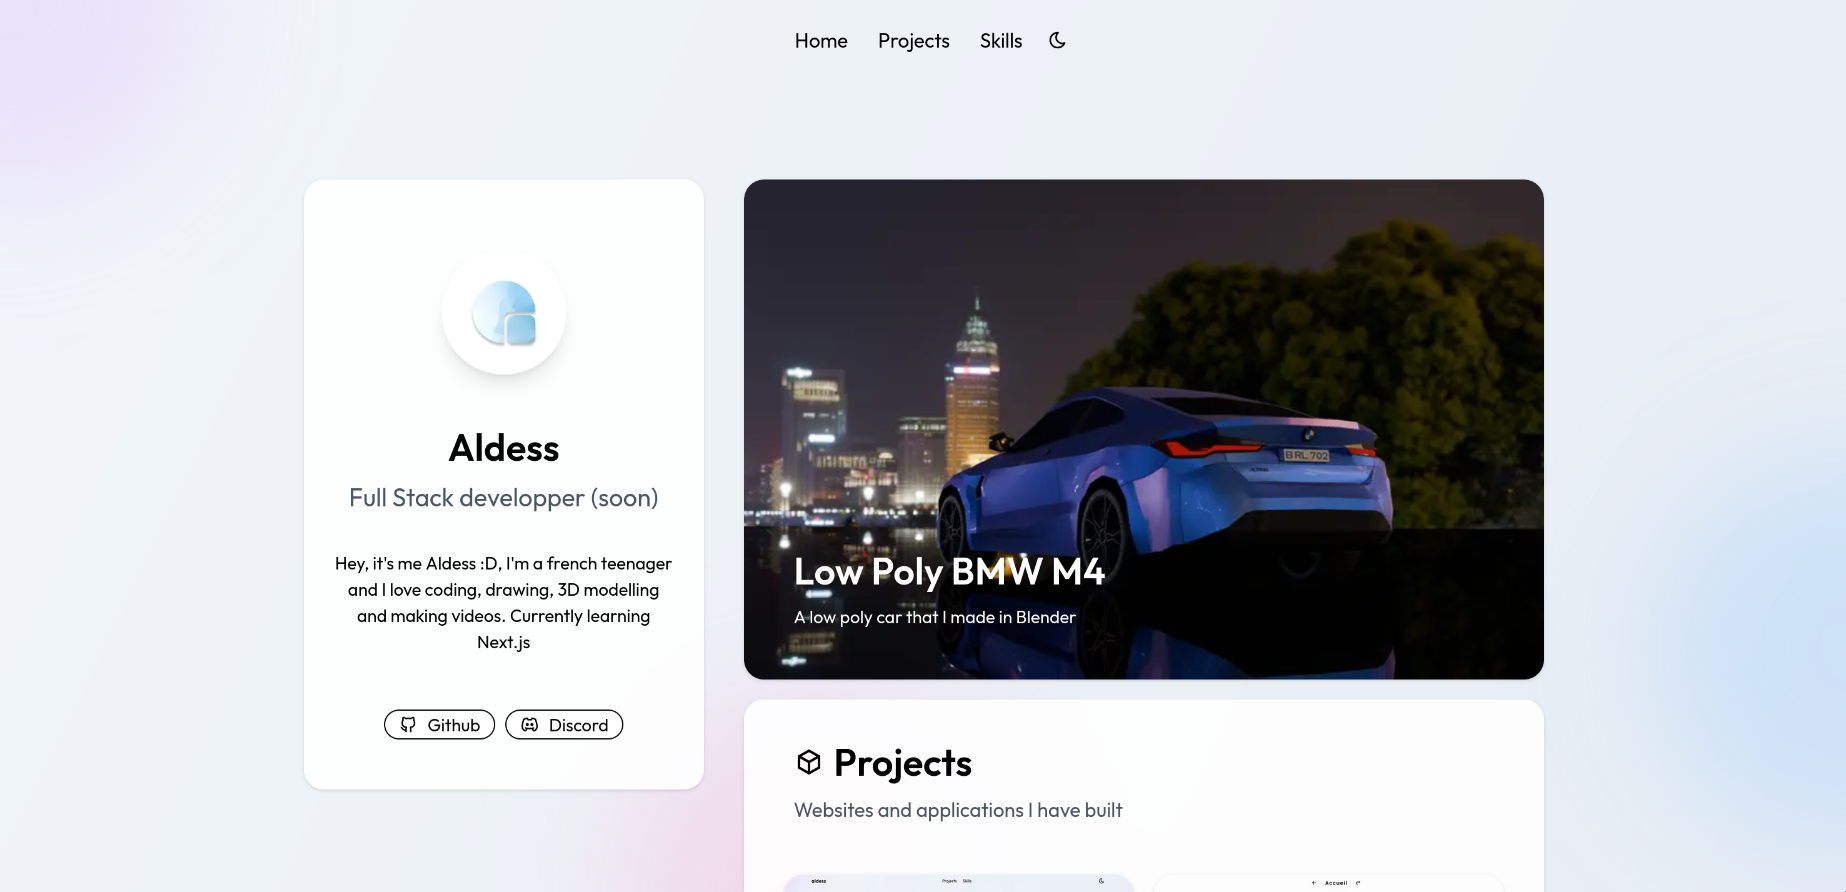 Home Projects Skills
Aldess
Full Stack developper (soon)
Hey, it's me Aldess :D, I'm a french teenager
and I love coding, drawing, 3D modelling
and making videos. Currently learning
Next.js
Github Discord
B RL 702
Low Poly BMW M4
A low poly car that I made in Blender
Projects
Websites and applications I have built
aldess Projects Skills
Accueil